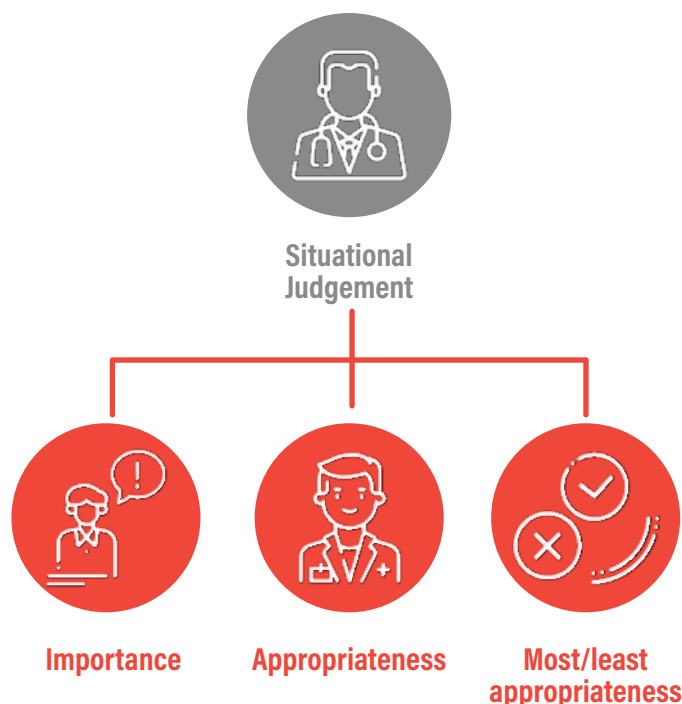 Situational
Judgement
!
Importance
Appropriateness
Most/least
appropriateness